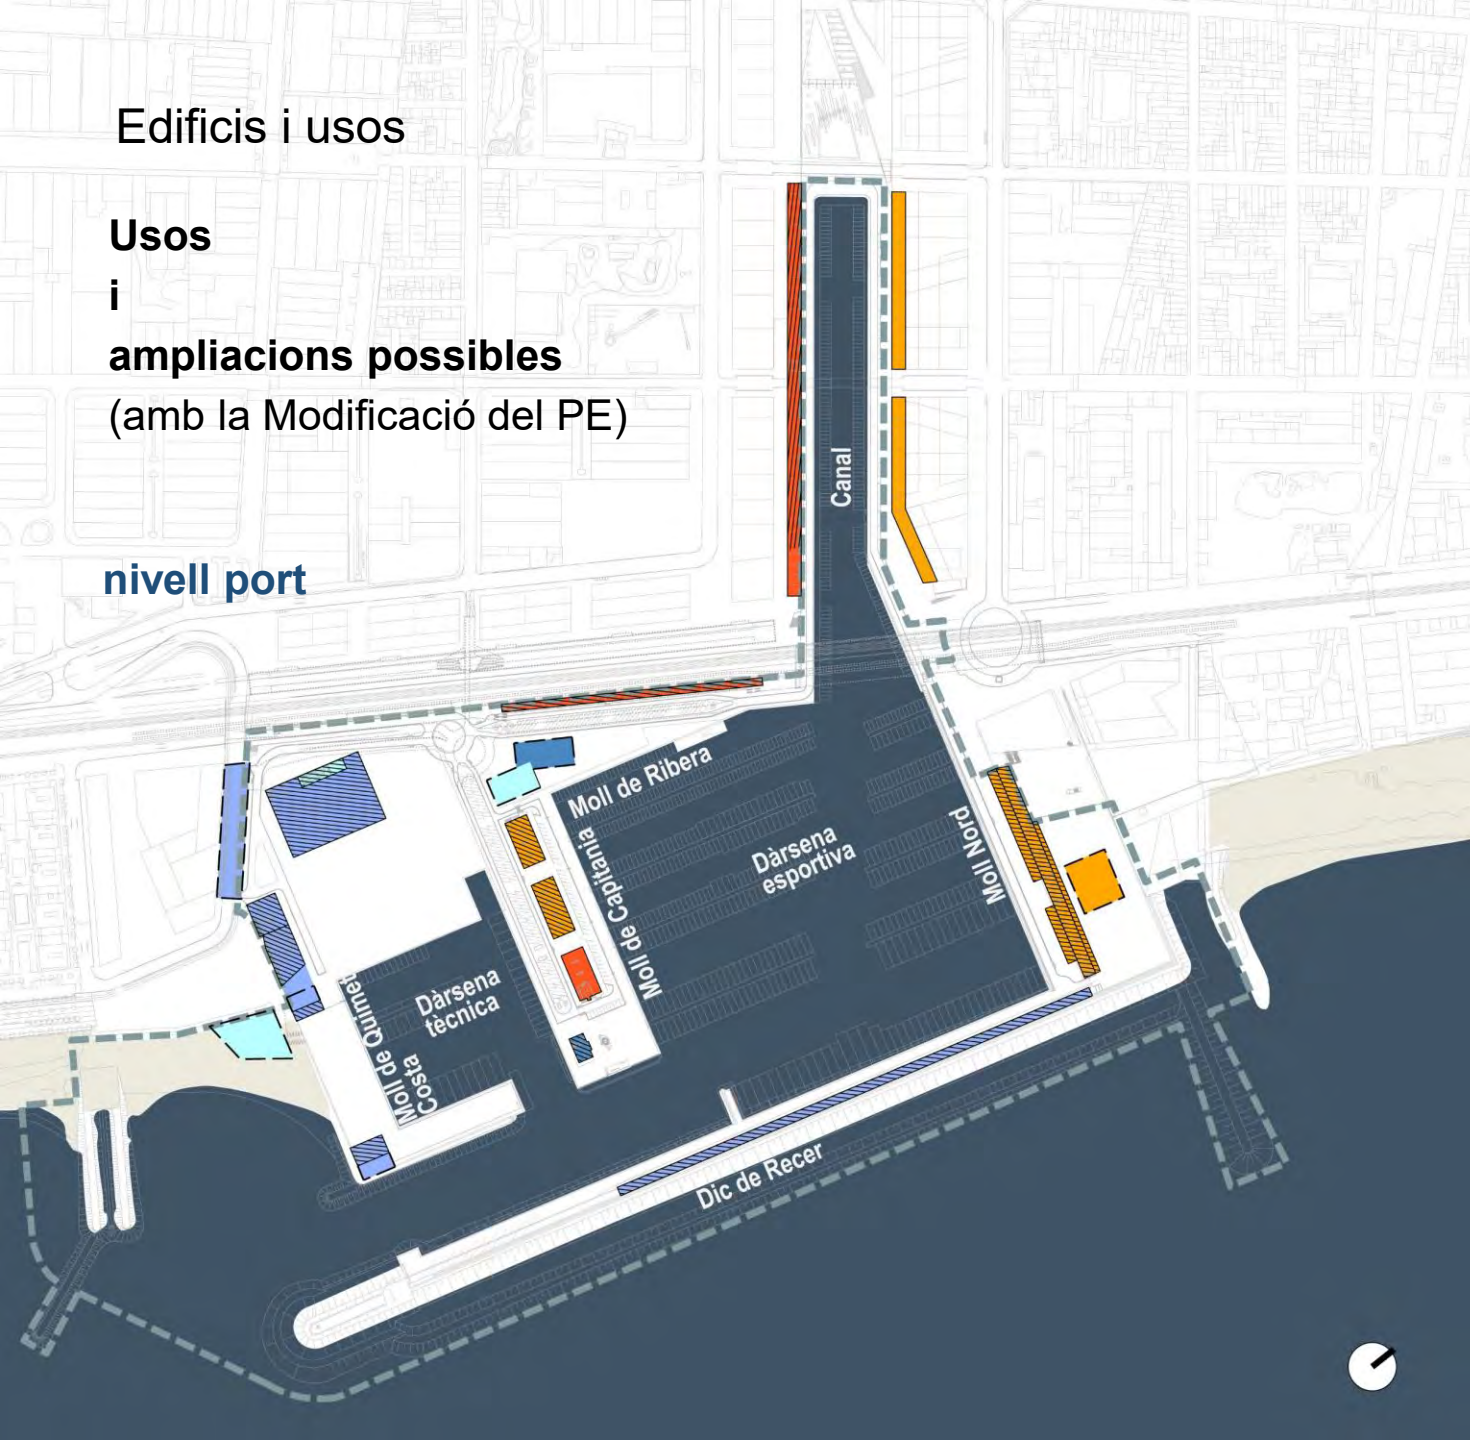 Edificis i usos
Usos
i
ampliacions possibles
(amb la Modificació del PE)
nivell port
Canal
Moll de Ribera
Moll de Capitania
Dàrsena
esportiva
Moll Nord
Dàrsena
tècnica
Moll de Quimet
Costa
Dic de Recer